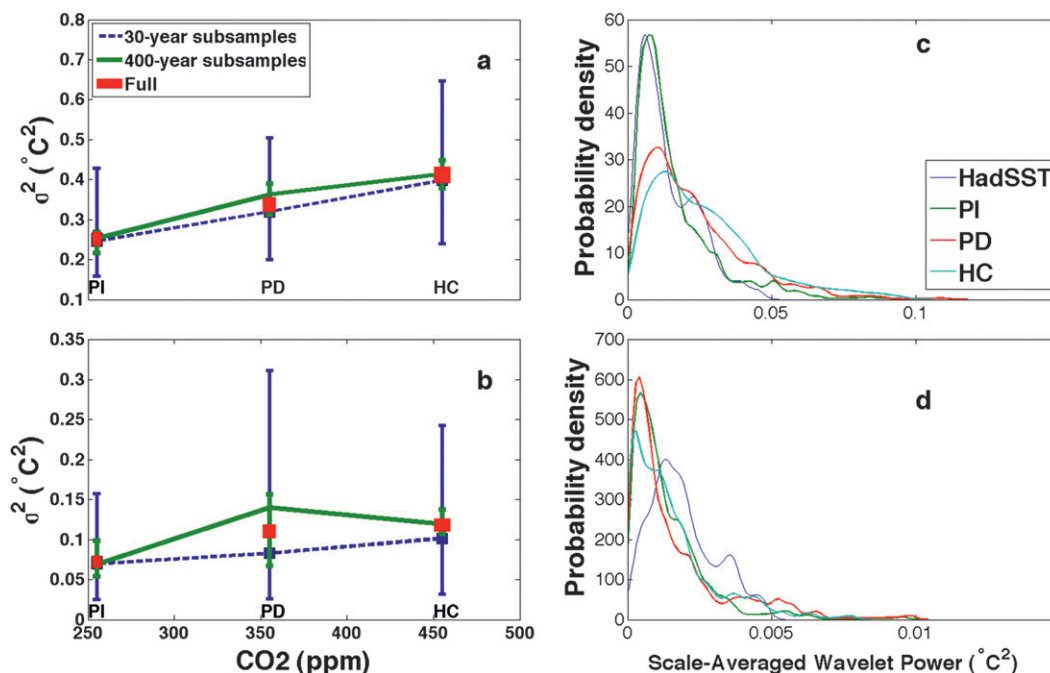 0.8
0.7
0.6
0.5
0.4
0.3
0.2
0.1
σ² (°C²)
30-year subsamples
400-year subsamples
Full
a
PI
PD
HC
0.35
0.3
0.25
0.2
0.15
0.1
0.05
0
σ² (°C²)
b
PI
PD
HC
250 300 350 400 450 500
CO2 (ppm)
60
50
40
30
20
10
0
Probability density
c
HadSST
PI
PD
HC
0 0.05 0.1
700
600
500
400
300
200
100
0
Probability density
d
0 0.005 0.01
Scale-Averaged Wavelet Power (°C²)